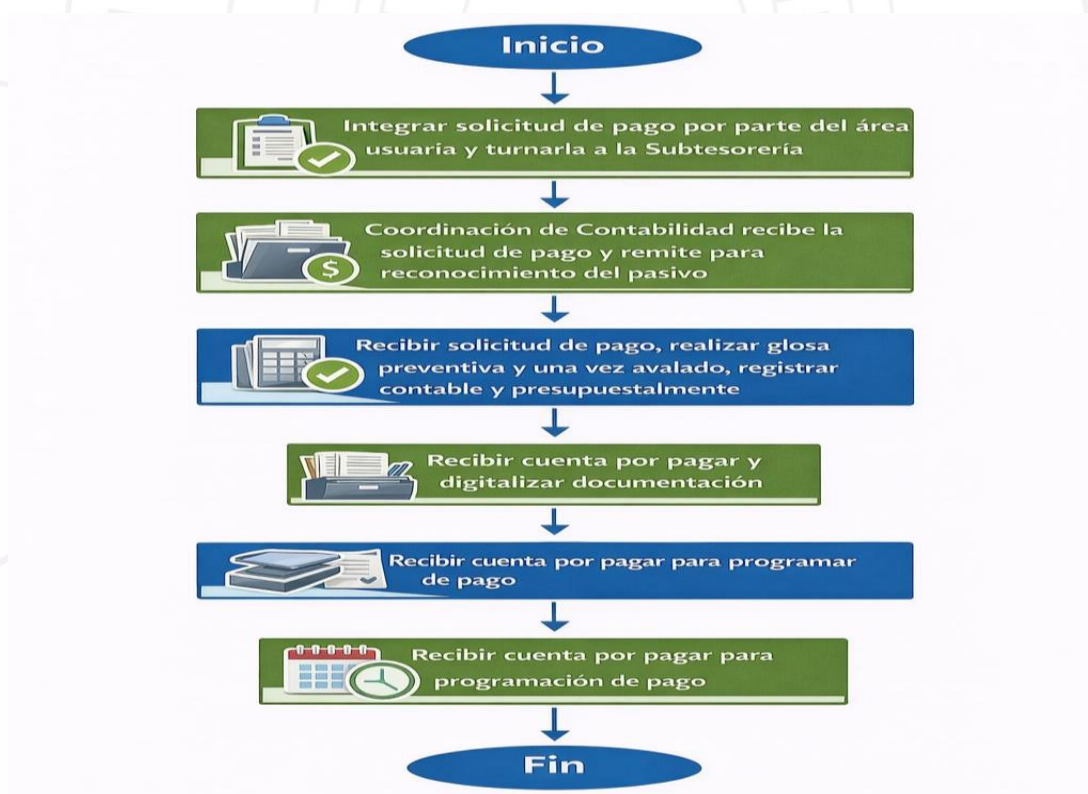 Inicio
Integrar solicitud de pago por parte del área
usuaria y turnarla a la Subtesorería
Coordinación de Contabilidad recibe la
solicitud de pago y remite para
reconocimiento del pasivo
$
Recibir solicitud de pago, realizar glosa
preventiva y una vez avalado, registrar
contable y presupuestalmente
Recibir cuenta por pagar y
digitalizar documentación
Recibir cuenta por pagar para programar
de pago
Recibir cuenta por pagar para
programación de pago
Fin